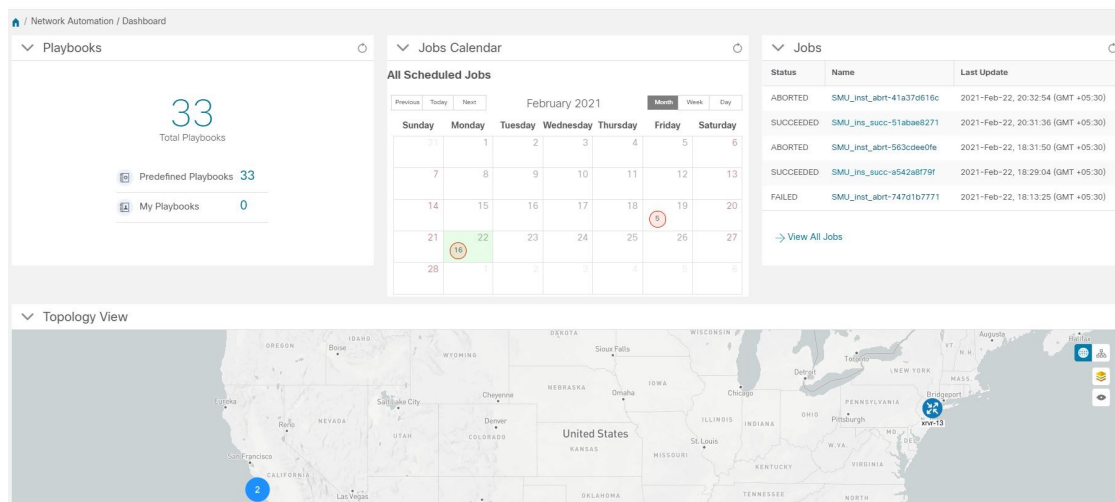 / Network Automation / Dashboard
Playbooks
33
Total Playbooks
Predefined Playbooks 33
My Playbooks 0
Jobs Calendar
All Scheduled Jobs
Previous Today Next
February 2021
Month Week Day
Sunday Monday Tuesday Wednesday Thursday Friday Saturday
31 1 2 3 4 5 6
7 8 9 10 11 12 13
14 15 16 17 18 19 20
5
21 22 23 24 25 26 27
16
28 1 2 3 4 5 6
Jobs
Status Name Last Update
ABORTED SMU_inst_abrt-41a37d616c 2021-Feb-22, 20:32:54 (GMT +05:30)
SUCCEEDED SMU_ins_succ-51abae8271 2021-Feb-22, 20:31:36 (GMT +05:30)
ABORTED SMU_inst_abrt-563cdee0fe 2021-Feb-22, 18:31:50 (GMT +05:30)
SUCCEEDED SMU_ins_succ-a542a8f79f 2021-Feb-22, 18:29:04 (GMT +05:30)
FAILED SMU_inst_abrt-747d1b7771 2021-Feb-22, 18:13:25 (GMT +05:30)
View All Jobs
Topology View
DAKOTA
WISCONSIN
Augusta
Halifax
OREGON
IDAHO
Boise
WYOMING
Sioux Falls
Toronto
VT.
N.H.
Detroit
NEW YORK
MASS.
Eureka
Salt Lake City
Cheyenne
NEBRASKA
Omaha
IOWA
Chicago
PENNSYLVANIA
Bridgeport
Reno
NEVADA
UTAH
Denver
COLORADO
United States
KANSAS
ILLINOIS
INDIANA
OHIO
Pittsburgh
xrvr-13
MD.
DEL.
St. Louis
MISSOURI
W.VA.
San Francisco
CALIFORNIA
KENTUCKY
VIRGINIA
2
Las Vegas
OKLAHOMA
TENNESSEE
NORTH